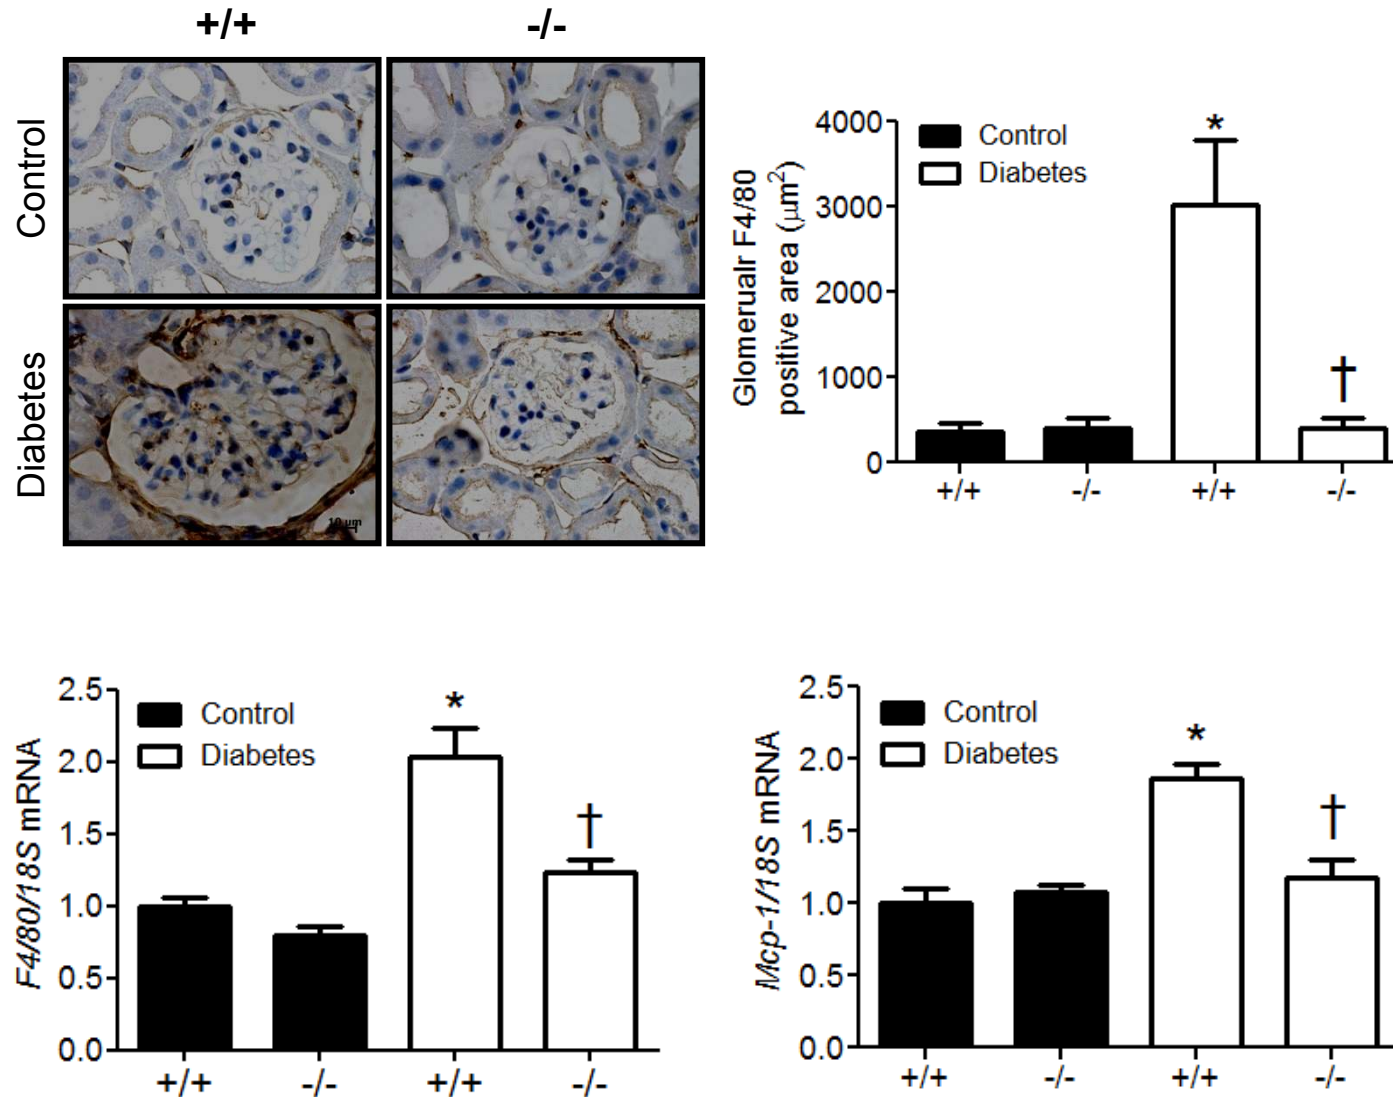 +/+ -/-
Control
Diabetes
10 µm
Glomerualr F4/80
positive area (µm²)
4000
3000
2000
1000
0
Control
Diabetes
*
†
+/+ -/- +/+ -/-
F4/80/18S mRNA
2.5
2.0
1.5
1.0
0.5
0.0
Control
Diabetes
*
†
+/+ -/- +/+ -/-
Mcp-1/18S mRNA
2.5
2.0
1.5
1.0
0.5
0.0
Control
Diabetes
*
†
+/+ -/- +/+ -/-